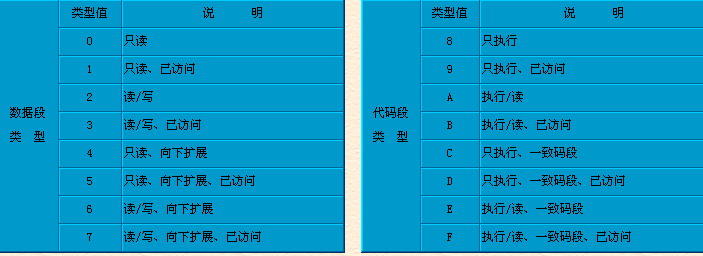 类型值 说 明
数据段
类 型
0 只读
1 只读、已访问
2 读/写
3 读/写、已访问
4 只读、向下扩展
5 只读、向下扩展、已访问
6 读/写、向下扩展
7 读/写、向下扩展、已访问
类型值 说 明
代码段
类 型
8 只执行
9 只执行、已访问
A 执行/读
B 执行/读、已访问
C 只执行、一致码段
D 只执行、一致码段、已访问
E 执行/读、一致码段
F 执行/读、一致码段、已访问